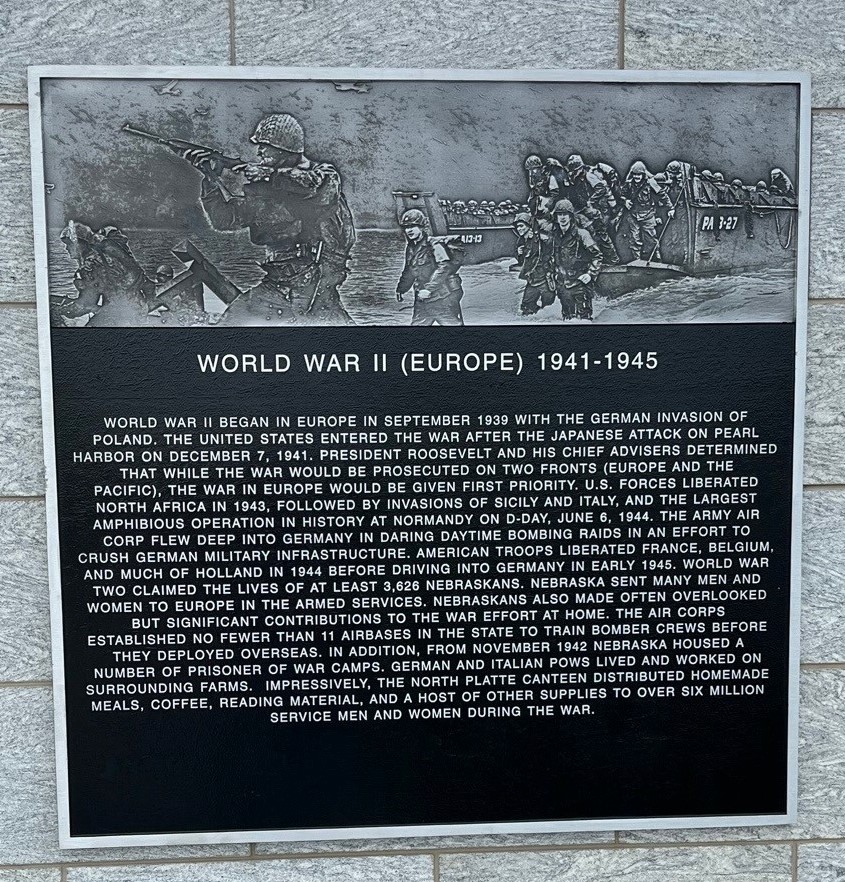 PA 13-13
PA 13-27
WORLD WAR II (EUROPE) 1941-1945
WORLD WAR II BEGAN IN EUROPE IN SEPTEMBER 1939 WITH THE GERMAN INVASION OF
POLAND. THE UNITED STATES ENTERED THE WAR AFTER THE JAPANESE ATTACK ON PEARL
HARBOR ON DECEMBER 7, 1941. PRESIDENT ROOSEVELT AND HIS CHIEF ADVISERS DETERMINED
THAT WHILE THE WAR WOULD BE PROSECUTED ON TWO FRONTS (EUROPE AND THE
PACIFIC), THE WAR IN EUROPE WOULD BE GIVEN FIRST PRIORITY. U.S. FORCES LIBERATED
NORTH AFRICA IN 1943, FOLLOWED BY INVASIONS OF SICILY AND ITALY, AND THE LARGEST
AMPHIBIOUS OPERATION IN HISTORY AT NORMANDY ON D-DAY, JUNE 6, 1944. THE ARMY AIR
CORP FLEW DEEP INTO GERMANY IN DARING DAYTIME BOMBING RAIDS IN AN EFFORT TO
CRUSH GERMAN MILITARY INFRASTRUCTURE. AMERICAN TROOPS LIBERATED FRANCE, BELGIUM,
AND MUCH OF HOLLAND IN 1944 BEFORE DRIVING INTO GERMANY IN EARLY 1945. WORLD WAR
TWO CLAIMED THE LIVES OF AT LEAST 3,626 NEBRASKANS. NEBRASKA SENT MANY MEN AND
WOMEN TO EUROPE IN THE ARMED SERVICES. NEBRASKANS ALSO MADE OFTEN OVERLOOKED
BUT SIGNIFICANT CONTRIBUTIONS TO THE WAR EFFORT AT HOME. THE AIR CORPS
ESTABLISHED NO FEWER THAN 11 AIRBASES IN THE STATE TO TRAIN BOMBER CREWS BEFORE
THEY DEPLOYED OVERSEAS. IN ADDITION, FROM NOVEMBER 1942 NEBRASKA HOUSED A
NUMBER OF PRISONER OF WAR CAMPS. GERMAN AND ITALIAN POWS LIVED AND WORKED ON
SURROUNDING FARMS. IMPRESSIVELY, THE NORTH PLATTE CANTEEN DISTRIBUTED HOMEMADE
MEALS, COFFEE, READING MATERIAL, AND A HOST OF OTHER SUPPLIES TO OVER SIX MILLION
SERVICE MEN AND WOMEN DURING THE WAR.